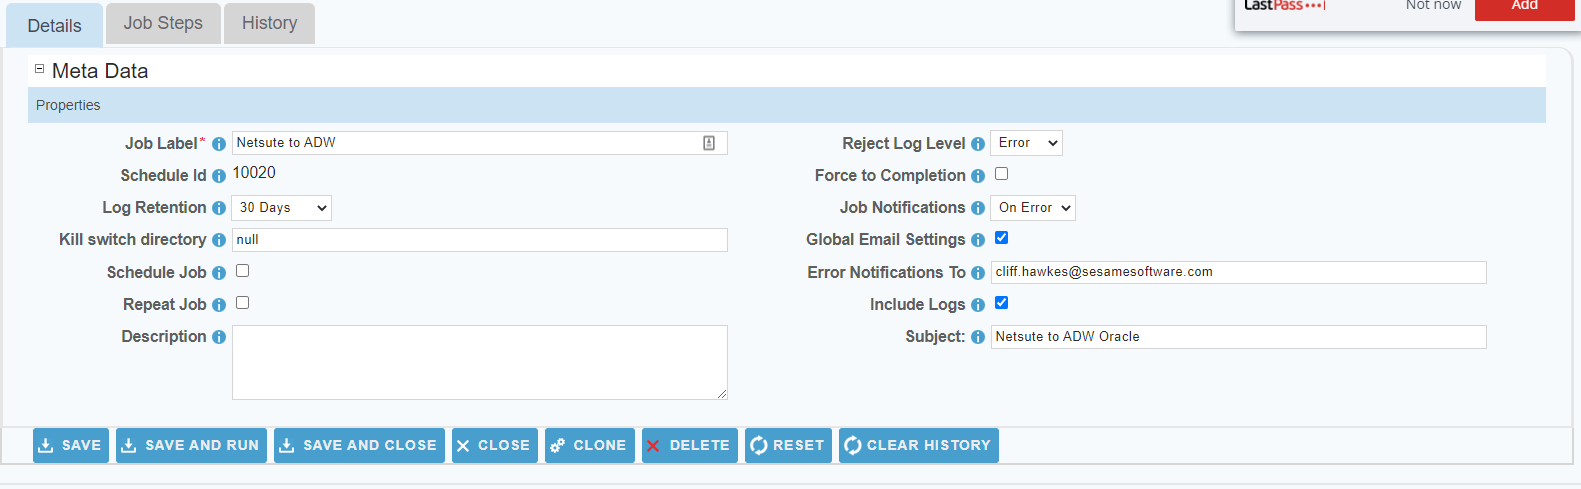 LastPass
Not now
Add
Details
Job Steps
History
Meta Data
Properties
Job Label*
Netsute to ADW
Schedule Id
10020
Log Retention
30 Days
Kill switch directory
null
Schedule Job
Repeat Job
Description
Reject Log Level
Error
Force to Completion
Job Notifications
On Error
Global Email Settings
Error Notifications To
cliff.hawkes@sesamesoftware.com
Include Logs
Subject:
Netsute to ADW Oracle
SAVE
SAVE AND RUN
SAVE AND CLOSE
CLOSE
CLONE
DELETE
RESET
CLEAR HISTORY